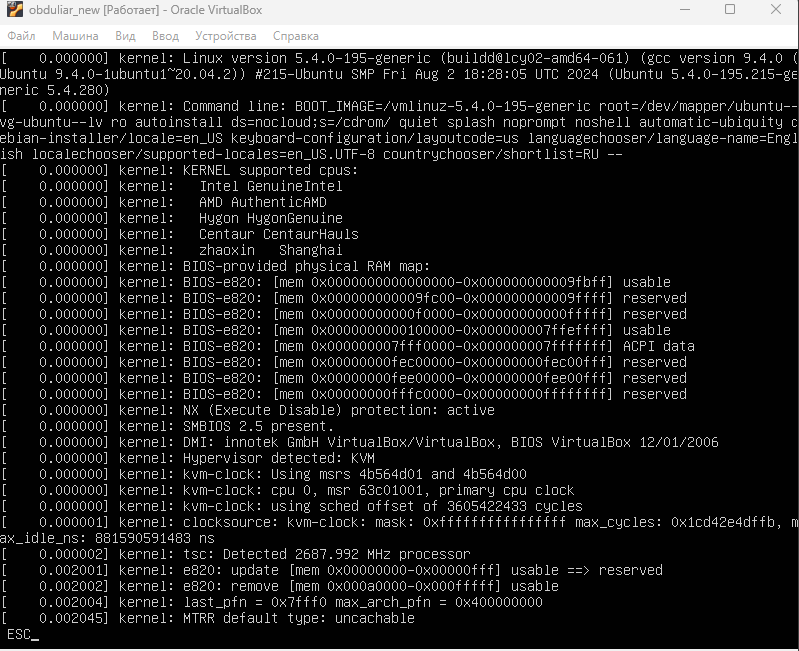 obduliar_new [Работает] - Oracle VirtualBox
Файл Машина Вид Ввод Устройства Справка
[    0.000000] kernel: Linux version 5.4.0-195-generic (buildd@lcy02-amd64-061) (gcc version 9.4.0 (
Ubuntu 9.4.0-1ubuntu1~20.04.2)) #215-Ubuntu SMP Fri Aug 2 18:28:05 UTC 2024 (Ubuntu 5.4.0-195.215-ge
neric 5.4.280)
[    0.000000] kernel: Command line: BOOT_IMAGE=/vmlinuz-5.4.0-195-generic root=/dev/mapper/ubuntu--
vg-ubuntu--lv ro autoinstall ds=nocloud;s=/cdrom/ quiet splash noprompt noshell automatic-ubiquity d
ebian-installer/locale=en_US keyboard-configuration/layoutcode=us languagechooser/language-name=Engl
ish localechooser/supported-locales=en_US.UTF-8 countrychooser/shortlist=RU --
[    0.000000] kernel: KERNEL supported cpus:
[    0.000000] kernel:   Intel GenuineIntel
[    0.000000] kernel:   AMD AuthenticAMD
[    0.000000] kernel:   Hygon HygonGenuine
[    0.000000] kernel:   Centaur CentaurHauls
[    0.000000] kernel:   zhaoxin   Shanghai
[    0.000000] kernel: BIOS-provided physical RAM map:
[    0.000000] kernel: BIOS-e820: [mem 0x0000000000000000-0x000000000009fbff] usable
[    0.000000] kernel: BIOS-e820: [mem 0x000000000009fc00-0x000000000009ffff] reserved
[    0.000000] kernel: BIOS-e820: [mem 0x00000000000f0000-0x00000000000fffff] reserved
[    0.000000] kernel: BIOS-e820: [mem 0x0000000000100000-0x000000007ffeffff] usable
[    0.000000] kernel: BIOS-e820: [mem 0x000000007fff0000-0x000000007fffffff] ACPI data
[    0.000000] kernel: BIOS-e820: [mem 0x00000000fec00000-0x00000000fec00fff] reserved
[    0.000000] kernel: BIOS-e820: [mem 0x00000000fee00000-0x00000000fee00fff] reserved
[    0.000000] kernel: BIOS-e820: [mem 0x00000000fffc0000-0x00000000ffffffff] reserved
[    0.000000] kernel: NX (Execute Disable) protection: active
[    0.000000] kernel: SMBIOS 2.5 present.
[    0.000000] kernel: DMI: innotek GmbH VirtualBox/VirtualBox, BIOS VirtualBox 12/01/2006
[    0.000000] kernel: Hypervisor detected: KVM
[    0.000000] kernel: kvm-clock: Using msrs 4b564d01 and 4b564d00
[    0.000000] kernel: kvm-clock: cpu 0, msr 63c01001, primary cpu clock
[    0.000000] kernel: kvm-clock: using sched offset of 3605422433 cycles
[    0.000001] kernel: clocksource: kvm-clock: mask: 0xffffffffffffffff max_cycles: 0x1cd42e4dffb, m
ax_idle_ns: 881590591483 ns
[    0.000002] kernel: tsc: Detected 2687.992 MHz processor
[    0.002001] kernel: e820: update [mem 0x00000000-0x00000fff] usable ==> reserved
[    0.002002] kernel: e820: remove [mem 0x000a0000-0x000fffff] usable
[    0.002004] kernel: last_pfn = 0x7fff0 max_arch_pfn = 0x400000000
[    0.002045] kernel: MTRR default type: uncachable
ESC_